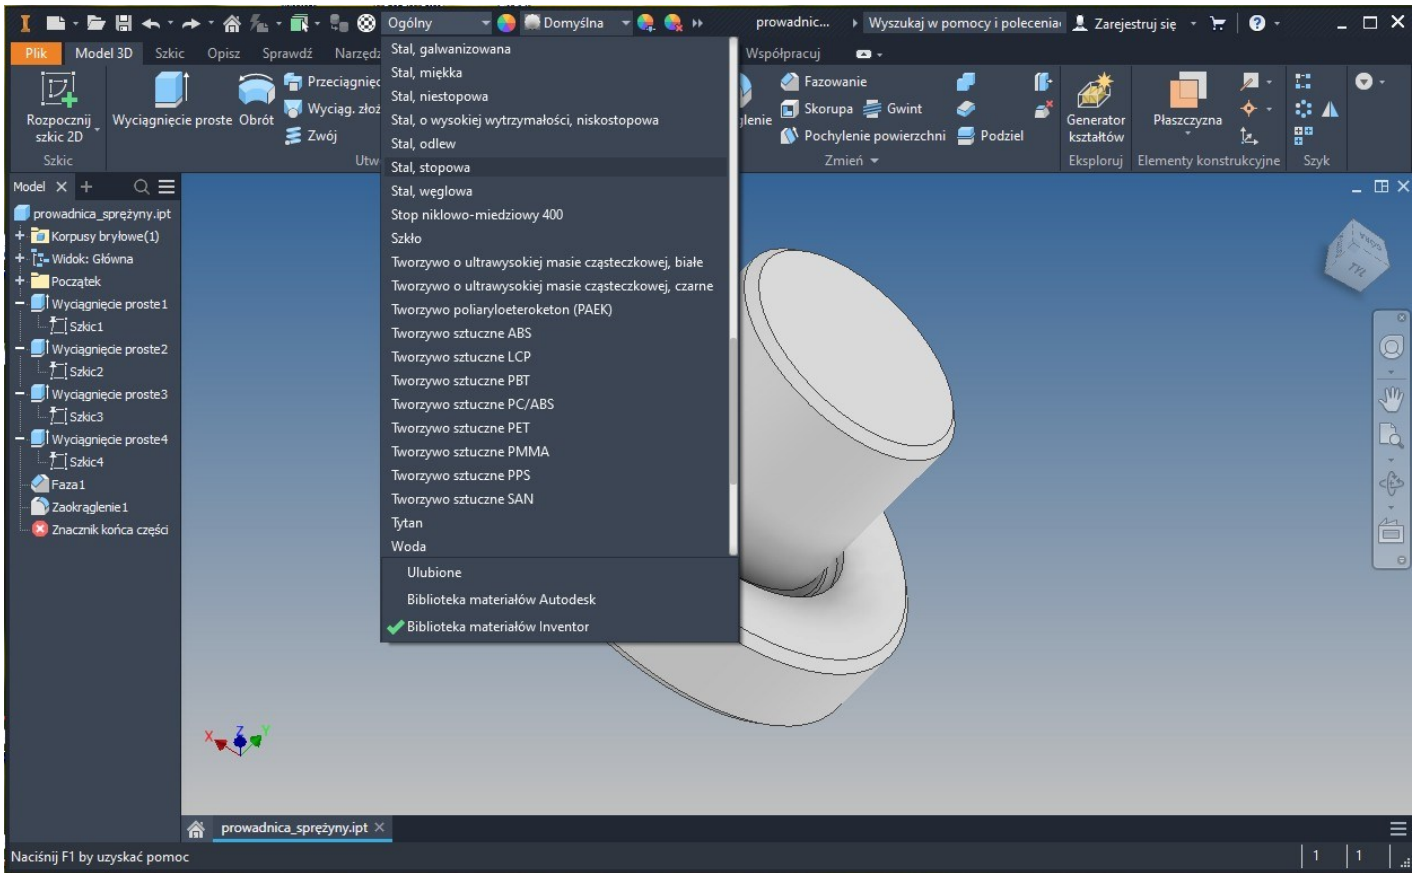 Ogólny
Domyślna
prowadnic...
Wyszukaj w pomocy i polecenia
Zarejestruj się
Plik
Model 3D
Szkic
Opisz
Sprawdź
Narzędz
Współpracuj
Rozpocznij szkic 2D
Szkic
Wyciągnięcie proste
Obrót
Przeciągnięc
Wyciąg. złoż
Zwój
Utw
glenie
Fazowanie
Skorupa
Gwint
Pochylenie powierzchni
Podziel
Zmień
Generator kształtów
Eksploruj
Płaszczyzna
Elementy konstrukcyjne
Szyk
Stal, galwanizowana
Stal, miękka
Stal, niestopowa
Stal, o wysokiej wytrzymałości, niskostopowa
Stal, odlew
Stal, stopowa
Stal, węglowa
Stop niklowo-miedziowy 400
Szkło
Tworzywo o ultrawysokiej masie cząsteczkowej, białe
Tworzywo o ultrawysokiej masie cząsteczkowej, czarne
Tworzywo poliaryloeteroketon (PAEK)
Tworzywo sztuczne ABS
Tworzywo sztuczne LCP
Tworzywo sztuczne PBT
Tworzywo sztuczne PC/ABS
Tworzywo sztuczne PET
Tworzywo sztuczne PMMA
Tworzywo sztuczne PPS
Tworzywo sztuczne SAN
Tytan
Woda
Ulubione
Biblioteka materiałów Autodesk
Biblioteka materiałów Inventor
Model
prowadnica_sprężyny.ipt
Korpusy bryłowe(1)
Widok: Główna
Początek
Wyciągnięcie proste1
Szkic1
Wyciągnięcie proste2
Szkic2
Wyciągnięcie proste3
Szkic3
Wyciągnięcie proste4
Szkic4
Faza1
Zaokrąglenie1
Znacznik końca części
TYŁ
X
Z
Y
prowadnica_sprężyny.ipt
Naciśnij F1 by uzyskać pomoc
1
1